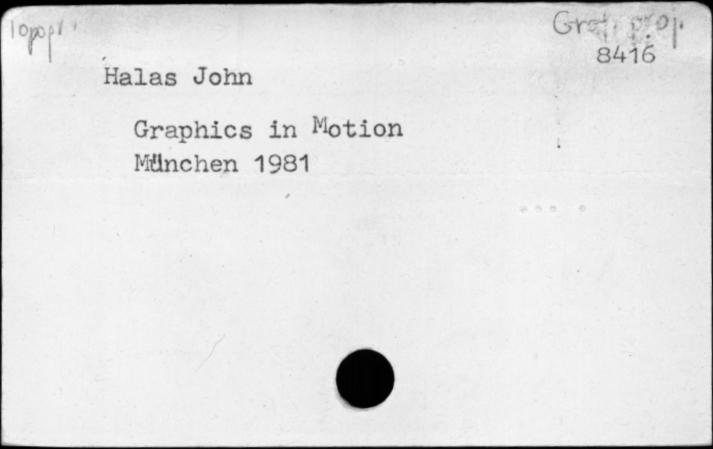 8416
Halas John
Graphics in Motion
München 1981